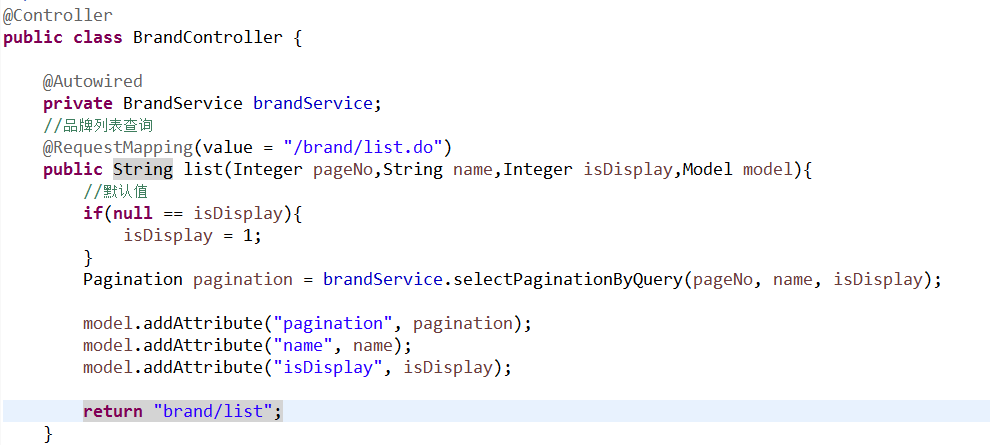 @Controller
public class BrandController {
@Autowired
private BrandService brandService;
//品牌列表查询
@RequestMapping(value = "/brand/list.do")
public String list(Integer pageNo,String name,Integer isDisplay,Model model){
//默认值
if(null == isDisplay){
isDisplay = 1;
}
Pagination pagination = brandService.selectPaginationByQuery(pageNo, name, isDisplay);
model.addAttribute("pagination", pagination);
model.addAttribute("name", name);
model.addAttribute("isDisplay", isDisplay);
return "brand/list";
}